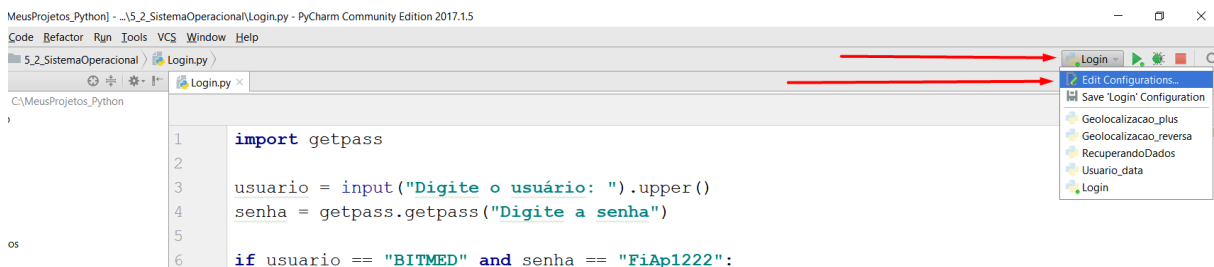 MeusProjetos_Python] - ...\5_2_SistemaOperacional\Login.py - PyCharm Community Edition 2017.1.5
Code Refactor Run Tools VCS Window Help
5_2_SistemaOperacional Login.py
Login
Login.py
Edit Configurations...
C:\MeusProjetos_Python
Save 'Login' Configuration
Geolocalizacao_plus
Geolocalizacao_reversa
RecuperandoDados
Usuario_data
Login
1 import getpass
2
3 usuario = input("Digite o usuário: ").upper()
4 senha = getpass.getpass("Digite a senha")
5
os
6 if usuario == "BITMED" and senha == "FiAp1222":